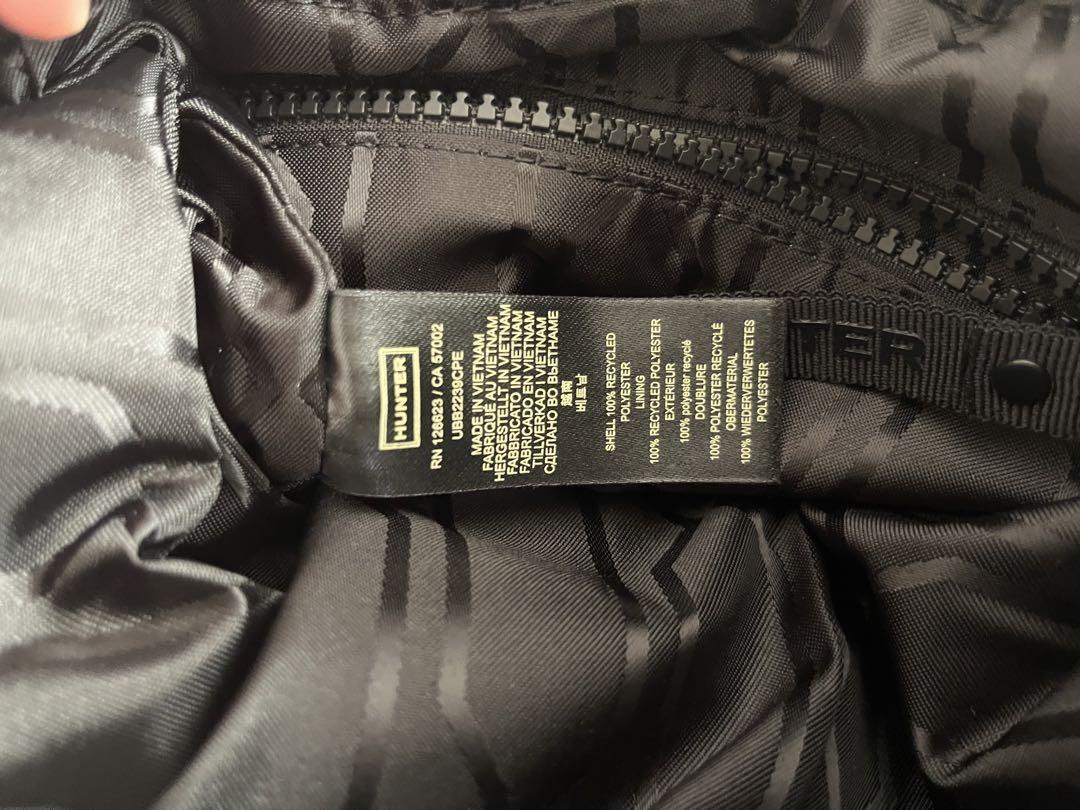 HUNTER
RN 126623 / CA 57002
UBB2239CPE
MADE IN VIETNAM
FABRIQUÉ AU VIETNAM
HERGESTELLT IN VIETNAM
FABBRICATO IN VIETNAM
FABRICADO EN VIETNAM
TILLVERKAD I VIETNAM
СДЕЛАНО ВО ВЬЕТНАМЕ
越南
베트남
SHELL 100% RECYCLED
POLYESTER
LINING
100% RECYCLED POLYESTER
EXTÉRIEUR
100% polyester recyclé
DOUBLURE
100% POLYESTER RECYCLÉ
OBERMATERIAL
100% WIEDERVERWERTETES
POLYESTER
TER